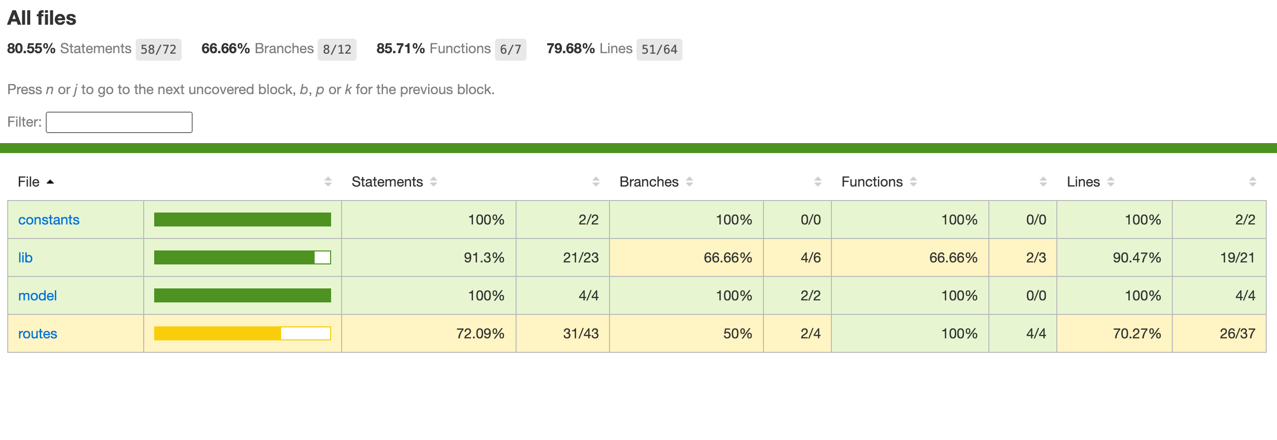 All files
80.55% Statements 58/72 66.66% Branches 8/12 85.71% Functions 6/7 79.68% Lines 51/64
Press n or j to go to the next uncovered block, b, p or k for the previous block.
Filter:
File Statements Branches Functions Lines
constants 100% 2/2 100% 0/0 100% 0/0 100% 2/2
lib 91.3% 21/23 66.66% 4/6 66.66% 2/3 90.47% 19/21
model 100% 4/4 100% 2/2 100% 0/0 100% 4/4
routes 72.09% 31/43 50% 2/4 100% 4/4 70.27% 26/37